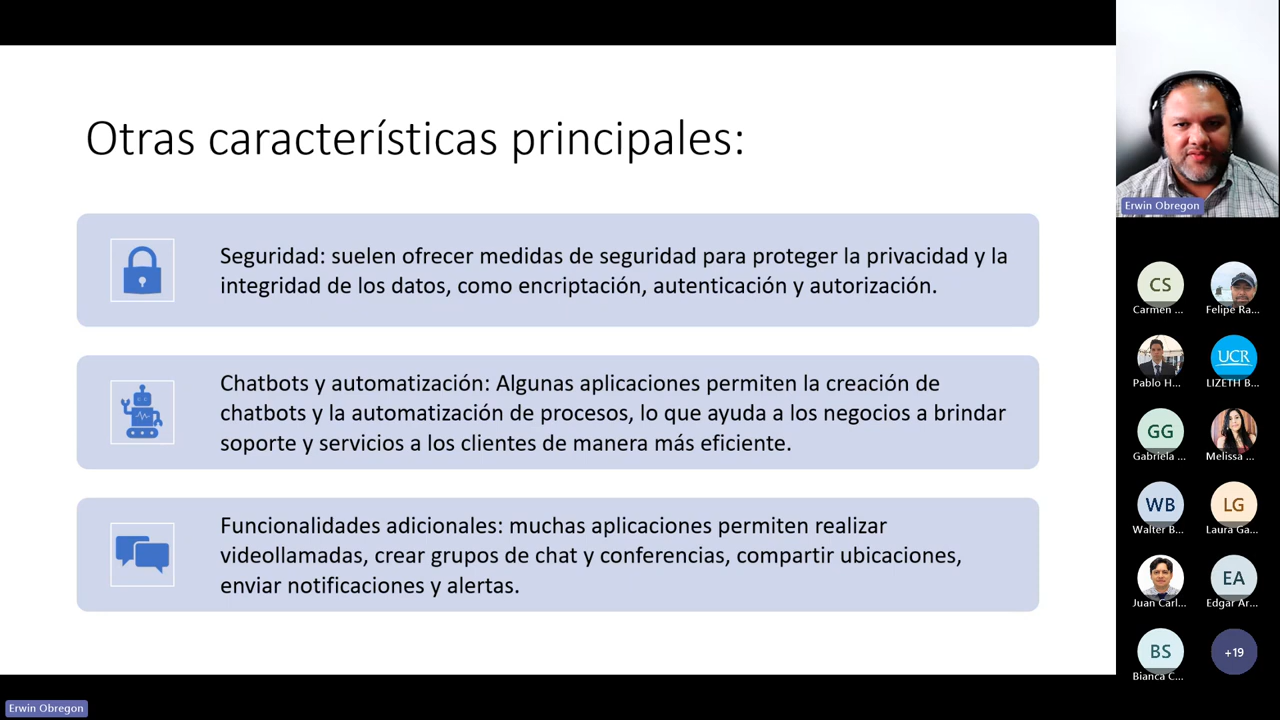 Otras características principales:
Seguridad: suelen ofrecer medidas de seguridad para proteger la privacidad y la
integridad de los datos, como encriptación, autenticación y autorización.
Chatbots y automatización: Algunas aplicaciones permiten la creación de
chatbots y la automatización de procesos, lo que ayuda a los negocios a brindar
soporte y servicios a los clientes de manera más eficiente.
Funcionalidades adicionales: muchas aplicaciones permiten realizar
videollamadas, crear grupos de chat y conferencias, compartir ubicaciones,
enviar notificaciones y alertas.
Erwin Obregon
CS
Carmen ...
Felipe Ra...
Pablo H...
UCR
LIZETH B...
GG
Gabriela ...
Melissa ...
WB
Walter B...
LG
Laura Ga...
Juan Carl...
EA
Edgar Ar...
BS
Bianca C...
+19
Erwin Obregon